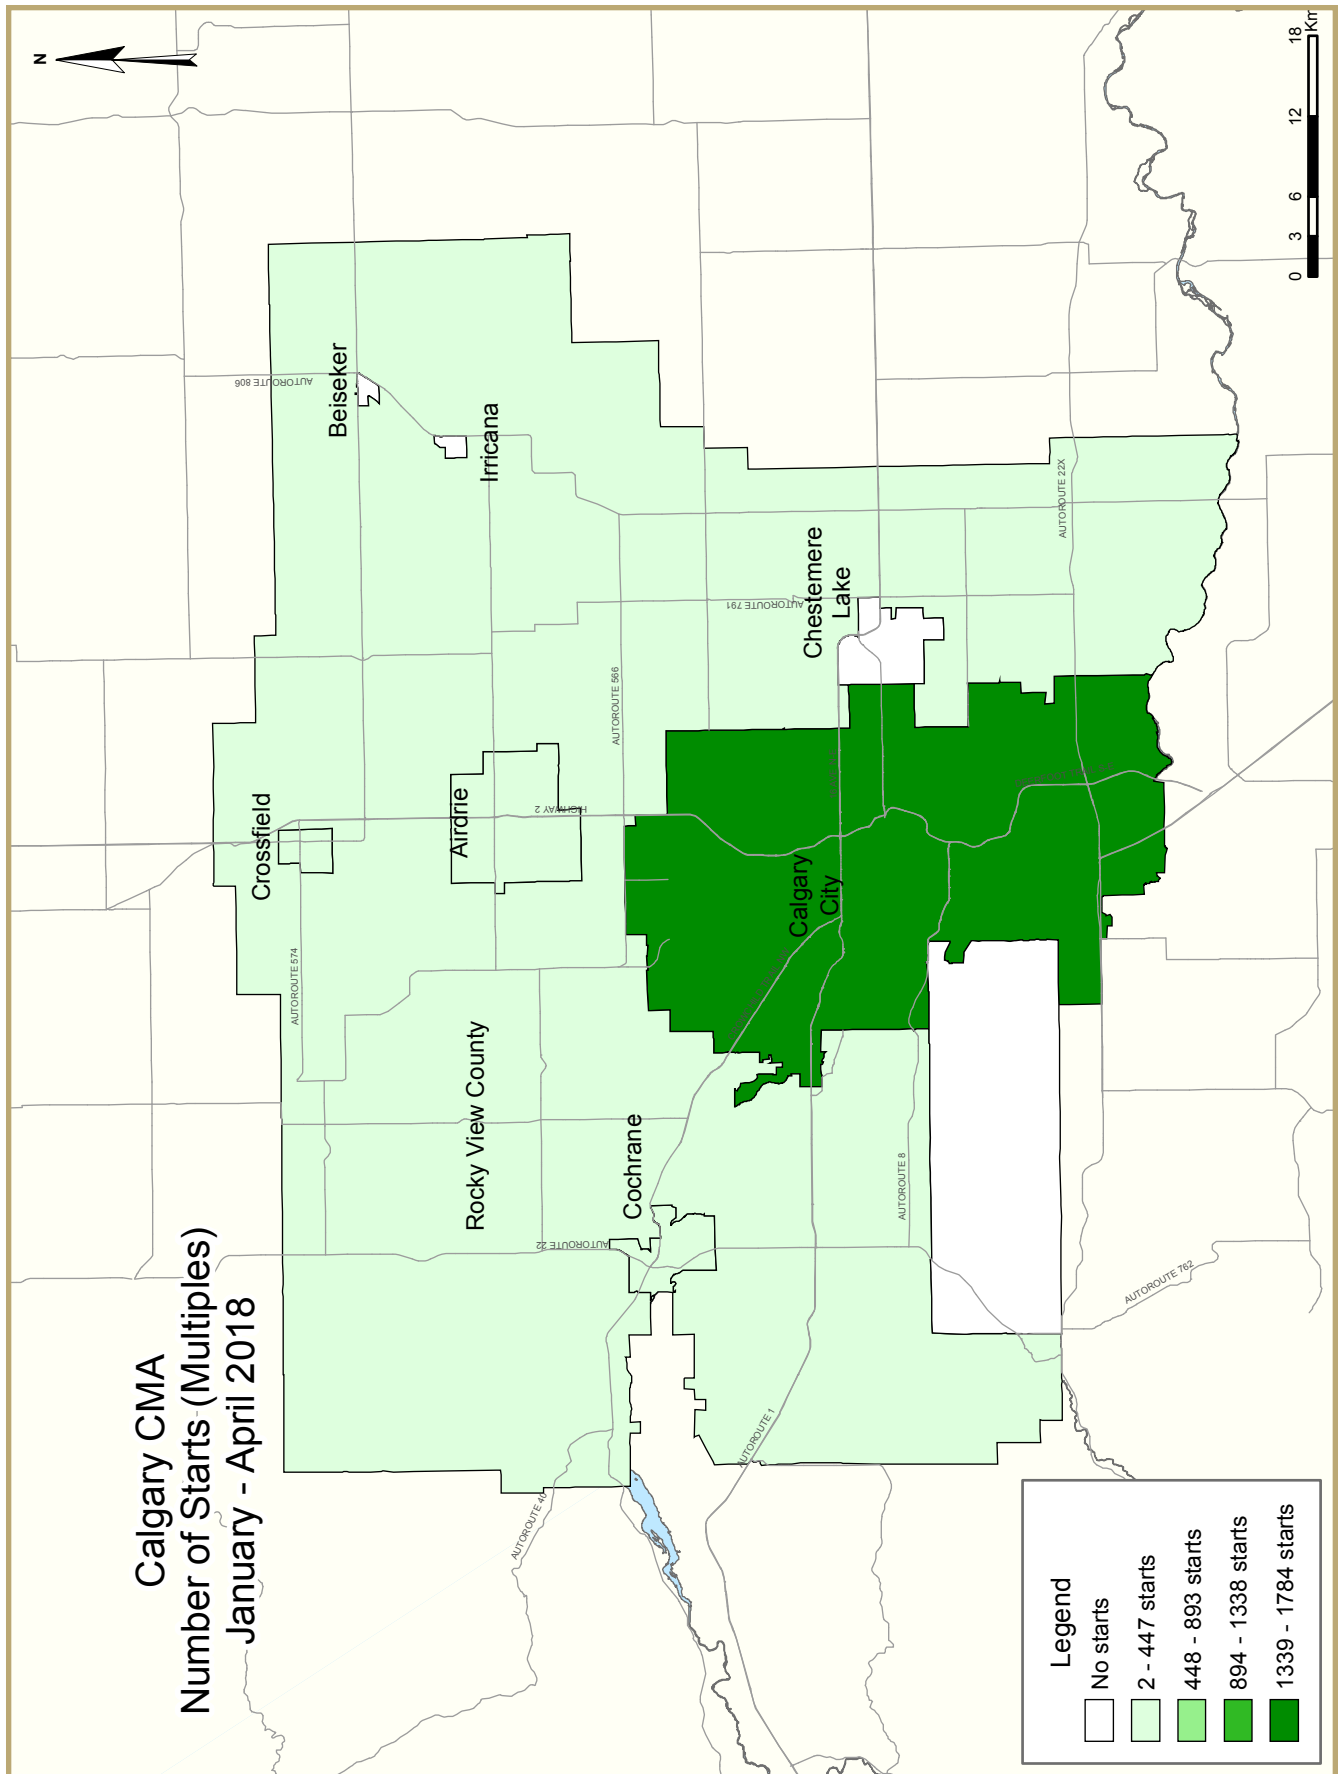 Calgary CMA
Number of Starts (Multiples)
January - April 2018
N
Beiseker
Irricana
Crossfield
Airdrie
Chestemere
Lake
Calgary
City
Rocky View County
Cochrane
AUTOROUTE 806
AUTOROUTE 791
AUTOROUTE 566
AUTOROUTE 22X
HIGHWAY 2
AUTOROUTE 574
AUTOROUTE 22
AUTOROUTE 8
AUTOROUTE 762
AUTOROUTE 1
AUTOROUTE 40
Legend
No starts
2 - 447 starts
448 - 893 starts
894 - 1338 starts
1339 - 1784 starts
0 3 6 12 18
Km